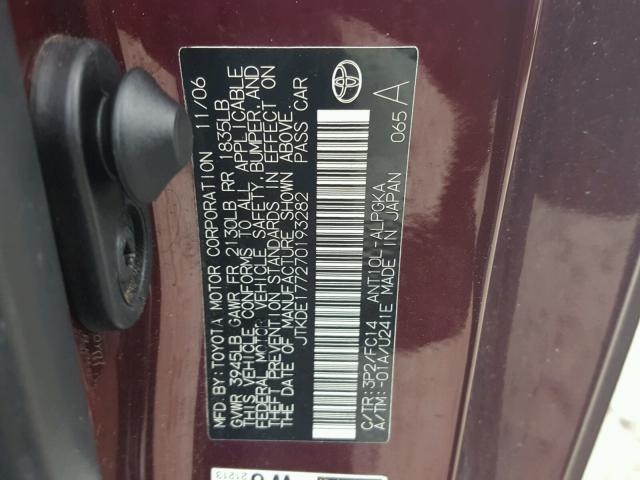 MFD.BY:TOYOTA MOTOR CORPORATION 11/06
GVWR 3945LB GAWR FR 2130LB RR 1835LB
THIS VEHICLE CONFORMS TO ALL APPLICABLE
FEDERAL MOTOR VEHICLE SAFETY, BUMPER, AND
THEFT PREVENTION STANDARDS IN EFFECT ON
THE DATE OF MANUFACTURE SHOWN ABOVE.
JTKDE177270193282 PASS CAR
C/TR:3P2/FC14 ANT10L-ALPGKA 065 A
A/TM:-01A/U241E MADE IN JAPAN
21213